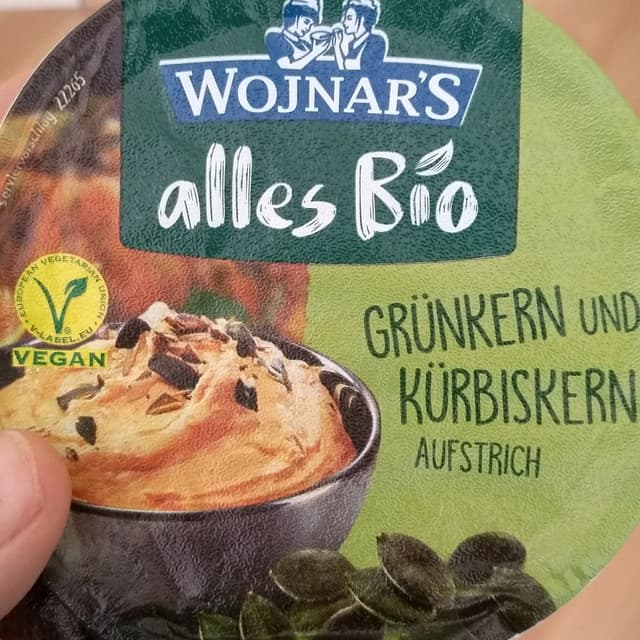 WOJNAR'S
alles Bio
EUROPEAN VEGETARIAN UNION
V-LABEL.EU
VEGAN
GRÜNKERN UND
KÜRBISKERN
AUFSTRICH